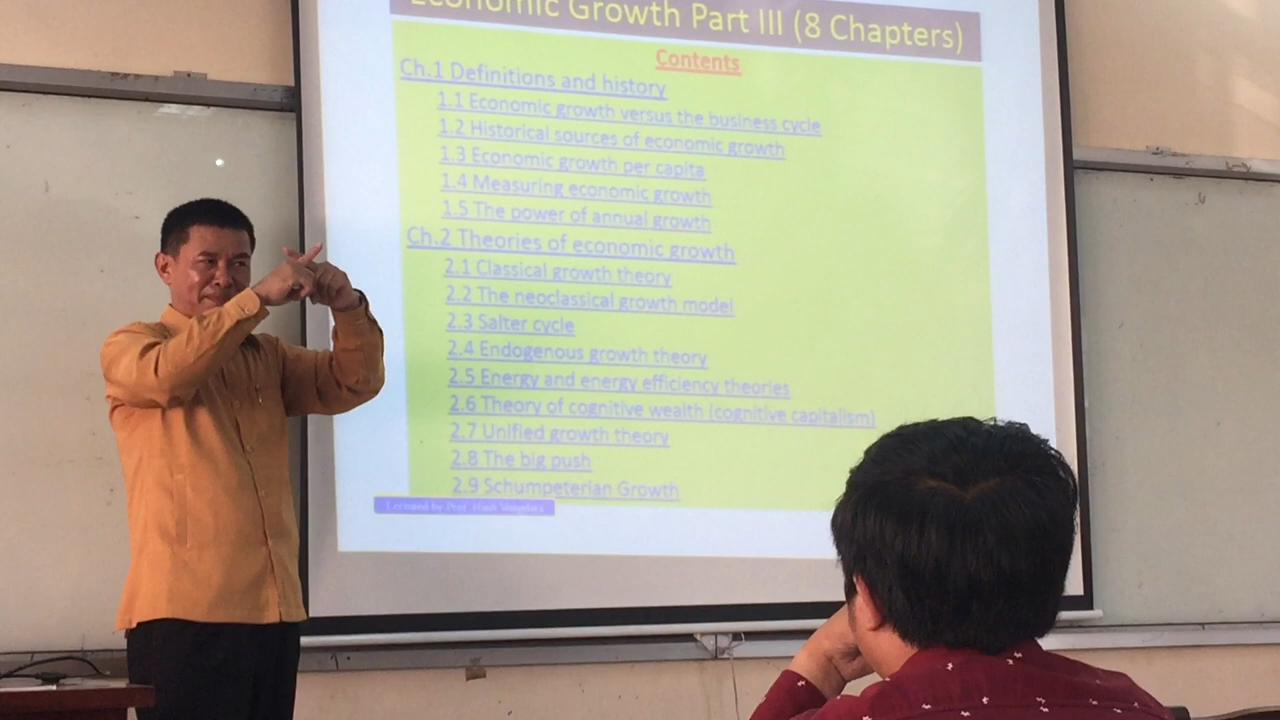 Economic Growth Part III (8 Chapters)
Contents
Ch.1 Definitions and history
1.1 Economic growth versus the business cycle
1.2 Historical sources of economic growth
1.3 Economic growth per capita
1.4 Measuring economic growth
1.5 The power of annual growth
Ch.2 Theories of economic growth
2.1 Classical growth theory
2.2 The neoclassical growth model
2.3 Salter cycle
2.4 Endogenous growth theory
2.5 Energy and energy efficiency theories
2.6 Theory of cognitive wealth (cognitive capitalism)
2.7 Unified growth theory
2.8 The big push
2.9 Schumpeterian Growth
Lectured by Prof.